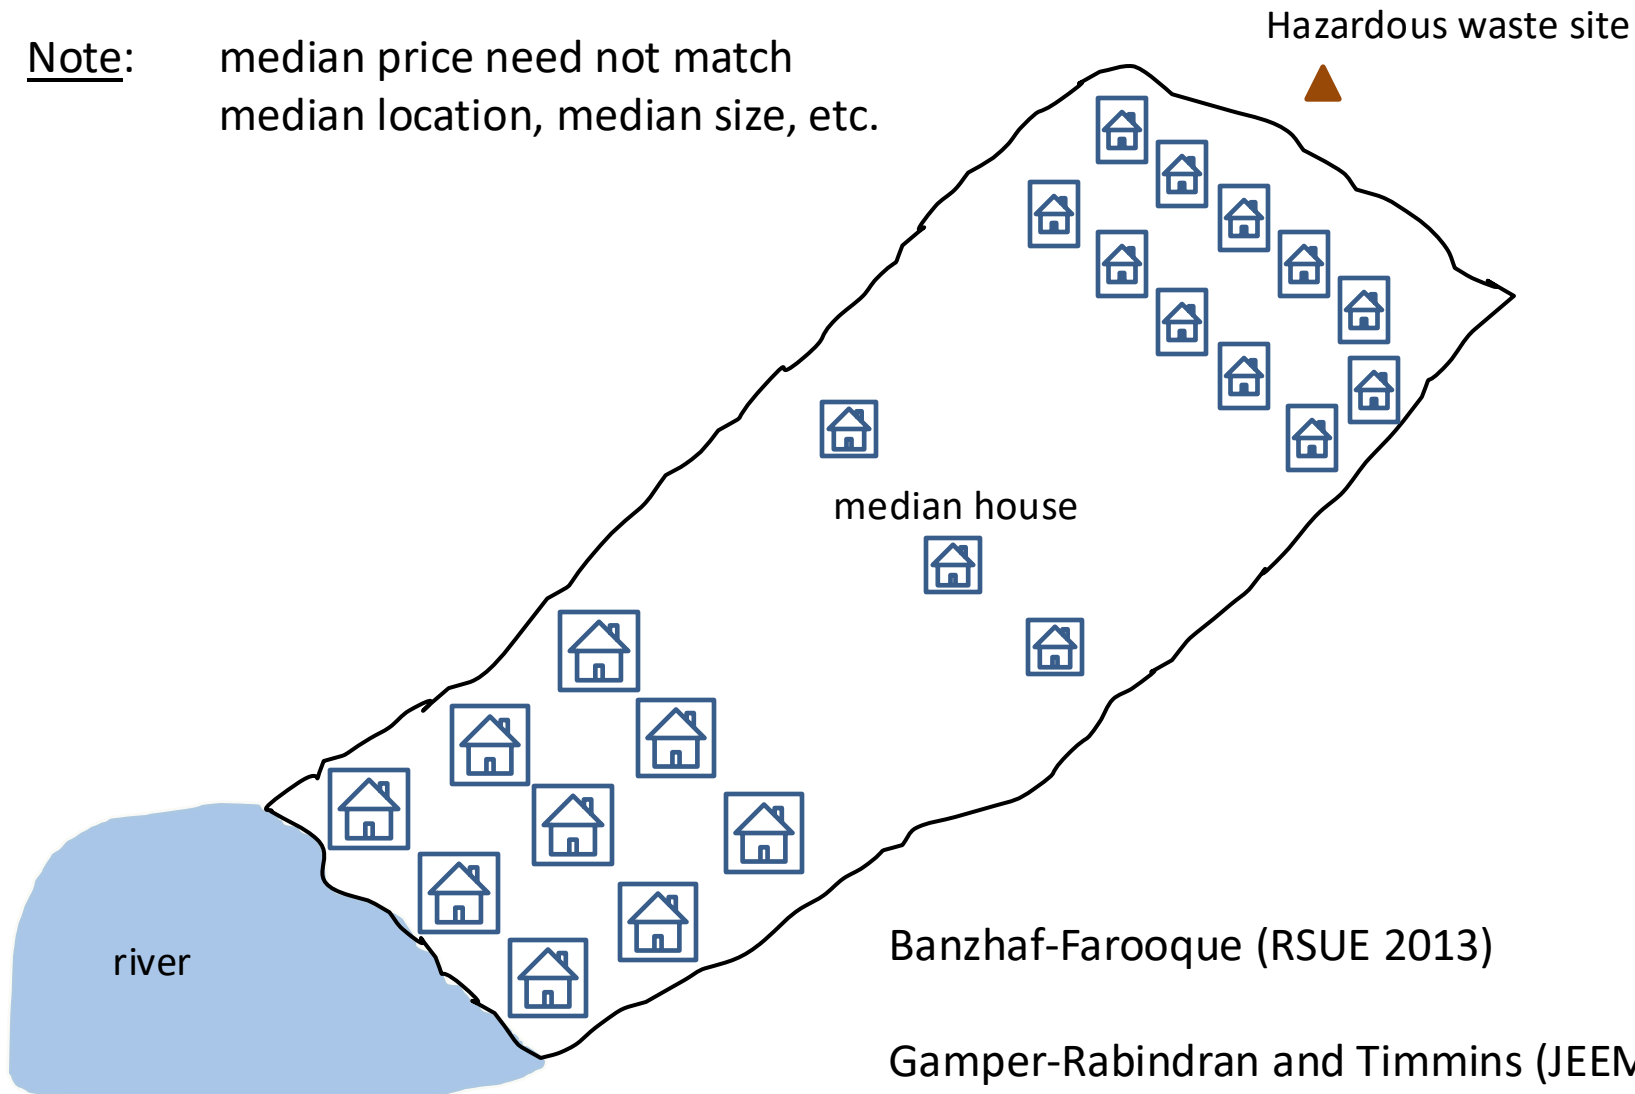 Hazardous waste site
Note: median price need not match
median location, median size, etc.
median house
river
Banzhaf-Farooque (RSUE 2013)
Gamper-Rabindran and Timmins (JEEM